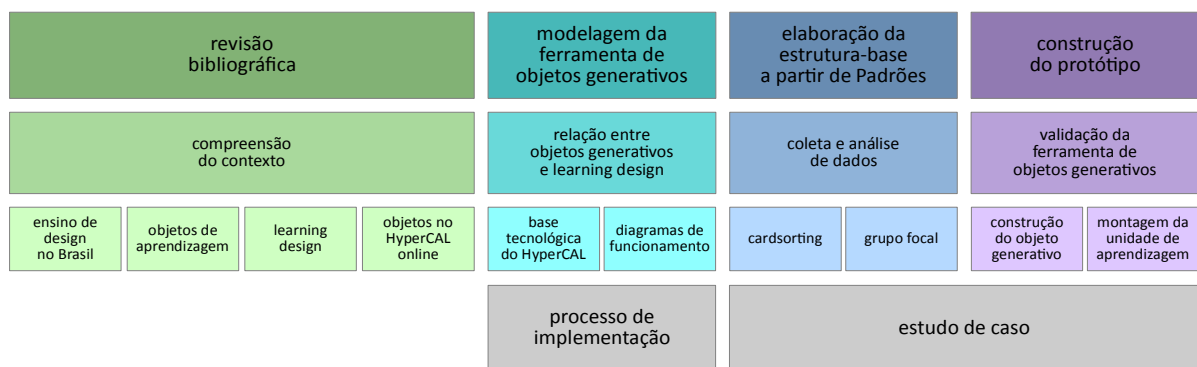 revisão
bibliográfica
modelagem da
ferramenta de
objetos generativos
elaboração da
estrutura-base
a partir de Padrões
construção
do protótipo
compreensão
do contexto
relação entre
objetos generativos
e learning design
coleta e análise
de dados
validação da
ferramenta de
objetos generativos
ensino de
design
no Brasil
objetos de
aprendizagem
learning
design
objetos no
HyperCAL
online
base
tecnológica
do HyperCAL
diagramas de
funcionamento
cardsorting
grupo focal
construção
do objeto
generativo
montagem da
unidade de
aprendizagem
processo de
implementação
estudo de caso